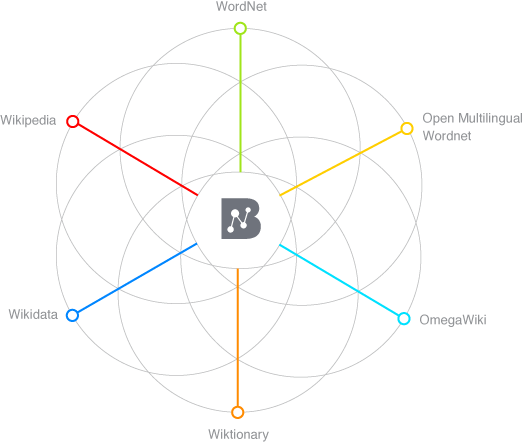 WordNet
Wikipedia
Open Multilingual
Wordnet
B
Wikidata
OmegaWiki
Wiktionary